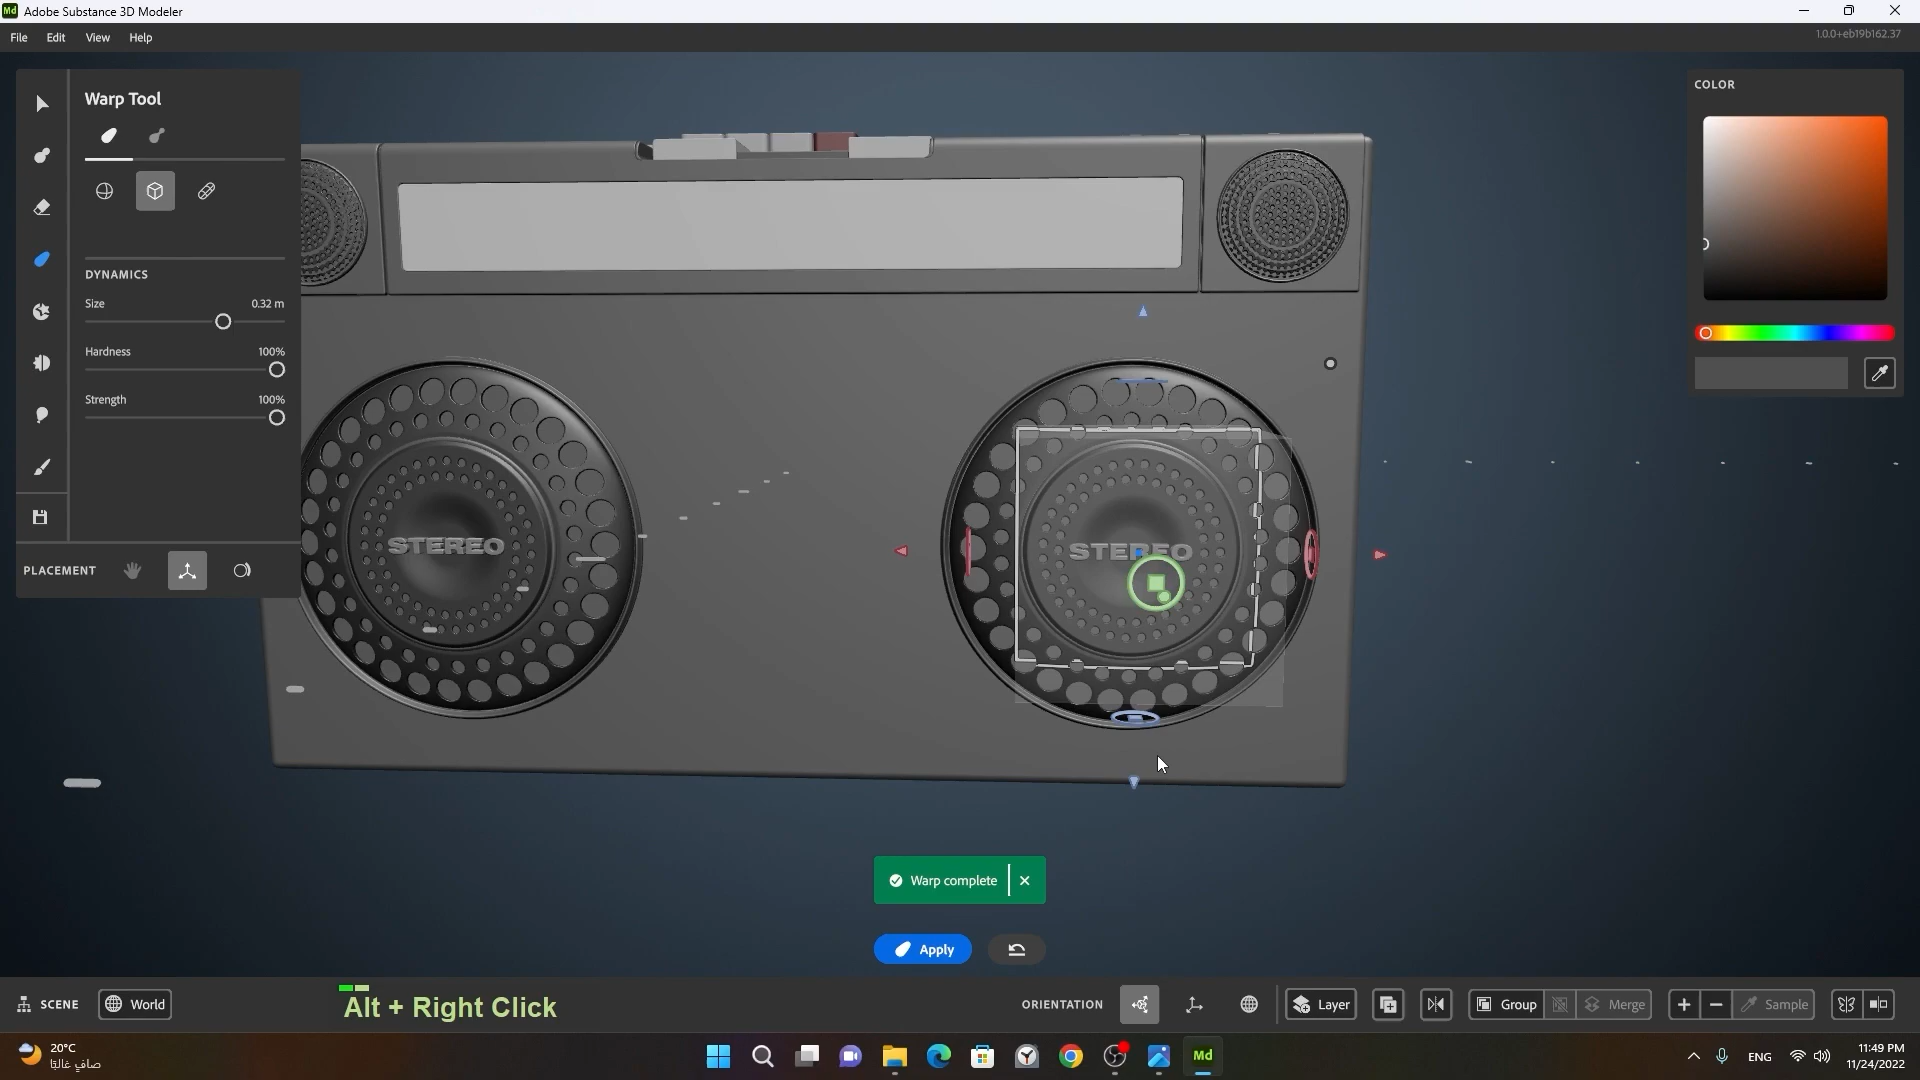 Md Adobe Substance 3D Modeler
File Edit View Help
1.0.0+eb19b162.37
Warp Tool
DYNAMICS
Size 0.32 m
Hardness 100%
Strength 100%
PLACEMENT
COLOR
STEREO
STEREO
Warp complete
Apply
SCENE World
Alt + Right Click
ORIENTATION Layer Group Merge Sample
20°C
صافٍ غالبًا
Md
ENG
11:49 PM
11/24/2022